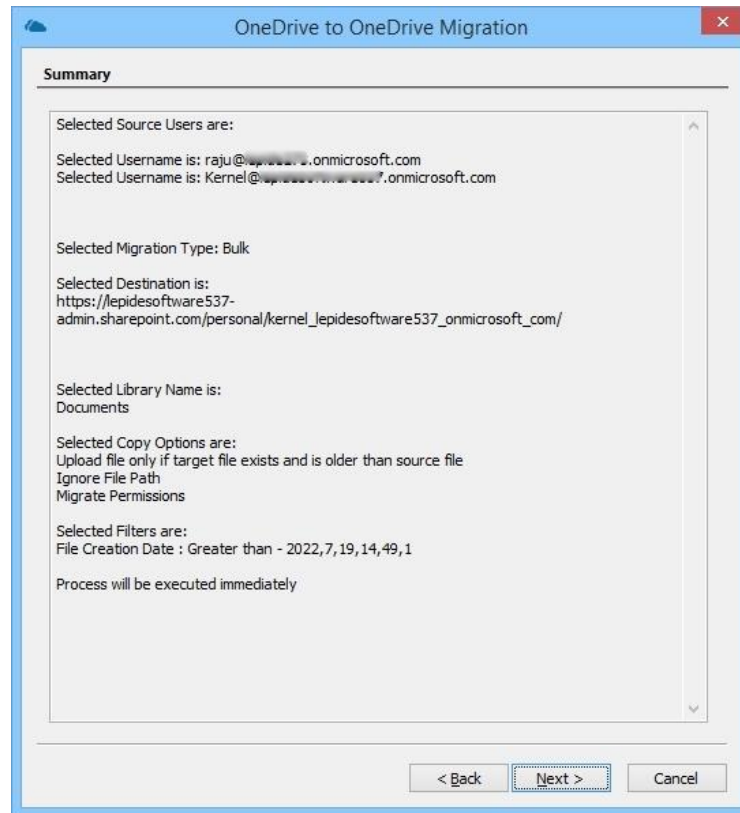 OneDrive to OneDrive Migration
Summary
Selected Source Users are:
Selected Username is: raju@ .onmicrosoft.com
Selected Username is: Kernel@ .onmicrosoft.com
Selected Migration Type: Bulk
Selected Destination is:
https://lepidesoftware537-
admin.sharepoint.com/personal/kernel_lepidesoftware537_onmicrosoft_com/
Selected Library Name is:
Documents
Selected Copy Options are:
Upload file only if target file exists and is older than source file
Ignore File Path
Migrate Permissions
Selected Filters are:
File Creation Date : Greater than - 2022,7,19,14,49,1
Process will be executed immediately
< Back
Next >
Cancel